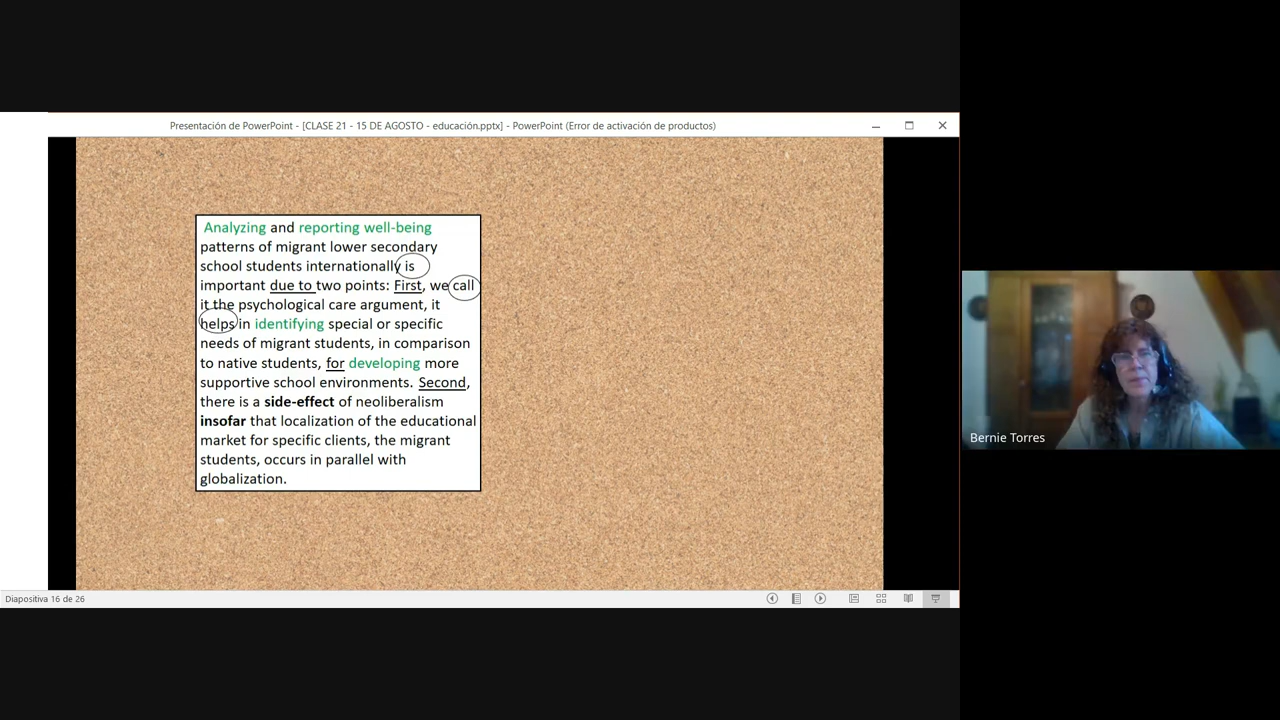 Presentación de PowerPoint - [CLASE 21 - 15 DE AGOSTO - educación.pptx] - PowerPoint (Error de activación de productos)
Analyzing and reporting well-being
patterns of migrant lower secondary
school students internationally is
important due to two points: First, we call
it the psychological care argument, it
helps in identifying special or specific
needs of migrant students, in comparison
to native students, for developing more
supportive school environments. Second,
there is a side-effect of neoliberalism
insofar that localization of the educational
market for specific clients, the migrant
students, occurs in parallel with
globalization.
Bernie Torres
Diapositiva 16 de 26